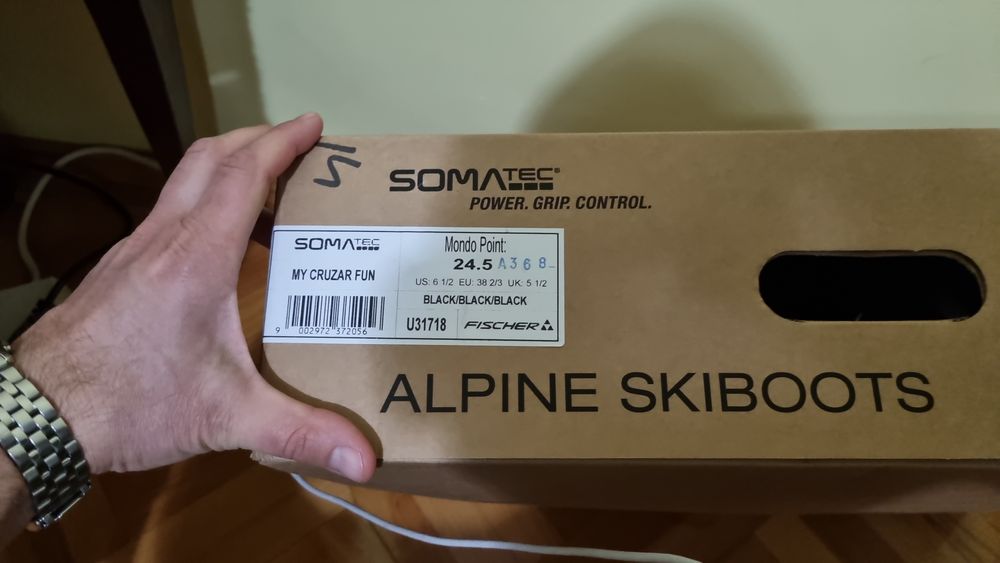 SOMATEC®
POWER. GRIP. CONTROL.
SOMATEC
MY CRUZAR FUN
9 002972 372056
Mondo Point:
24.5 A368
US: 6 1/2 EU: 38 2/3 UK: 5 1/2
BLACK/BLACK/BLACK
U31718
FISCHER
ALPINE SKIBOOTS